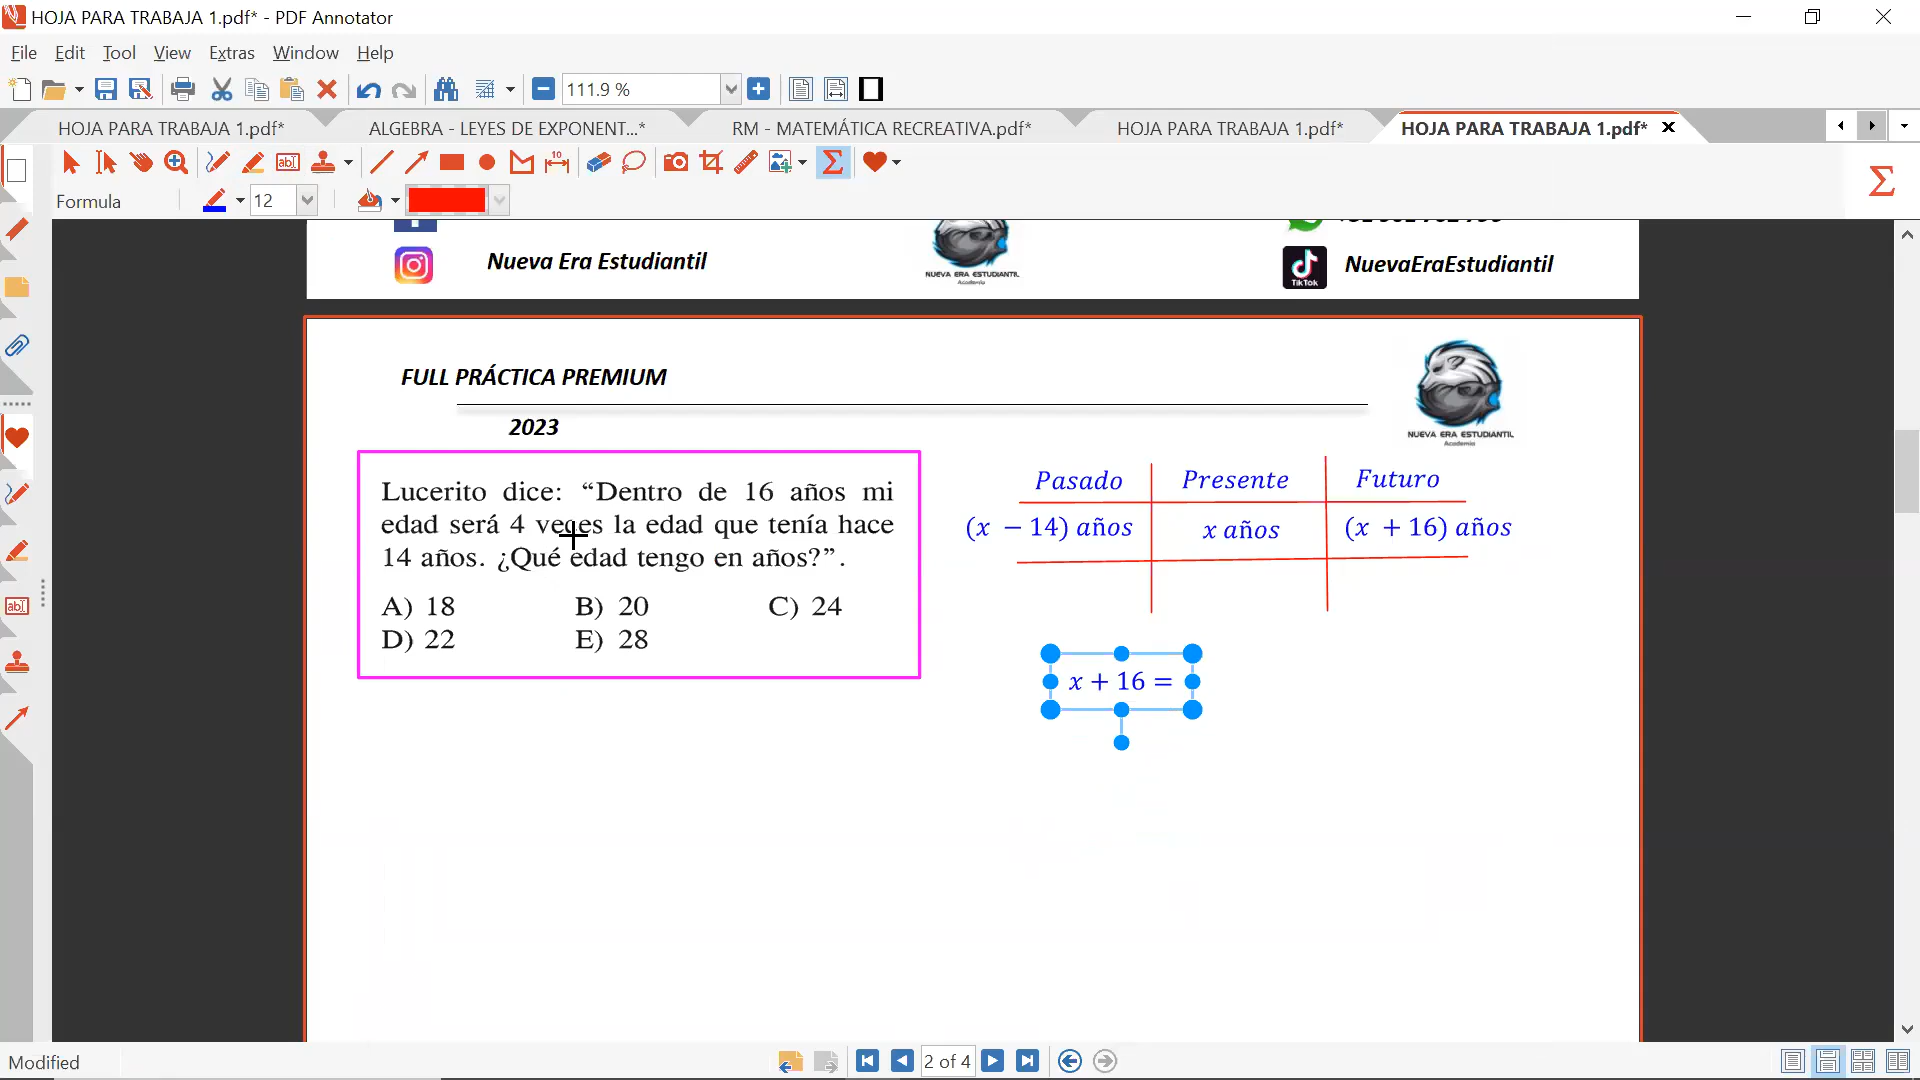 HOJA PARA TRABAJA 1.pdf* - PDF Annotator
File Edit Tool View Extras Window Help
111.9 %
HOJA PARA TRABAJA 1.pdf* ALGEBRA - LEYES DE EXPONENT...* RM - MATEMÁTICA RECREATIVA.pdf* HOJA PARA TRABAJA 1.pdf* HOJA PARA TRABAJA 1.pdf*
Formula 12
Nueva Era Estudiantil
NUEVA ERA ESTUDIANTIL
Academia
TikTok
NuevaEraEstudiantil
FULL PRÁCTICA PREMIUM
2023
NUEVA ERA ESTUDIANTIL
Academia
Lucerito dice: “Dentro de 16 años mi
edad será 4 veces la edad que tenía hace
14 años. ¿Qué edad tengo en años?”.
A) 18 B) 20 C) 24
D) 22 E) 28
Pasado Presente Futuro
(x − 14) años x años (x + 16) años
x + 16 =
Modified
2 of 4